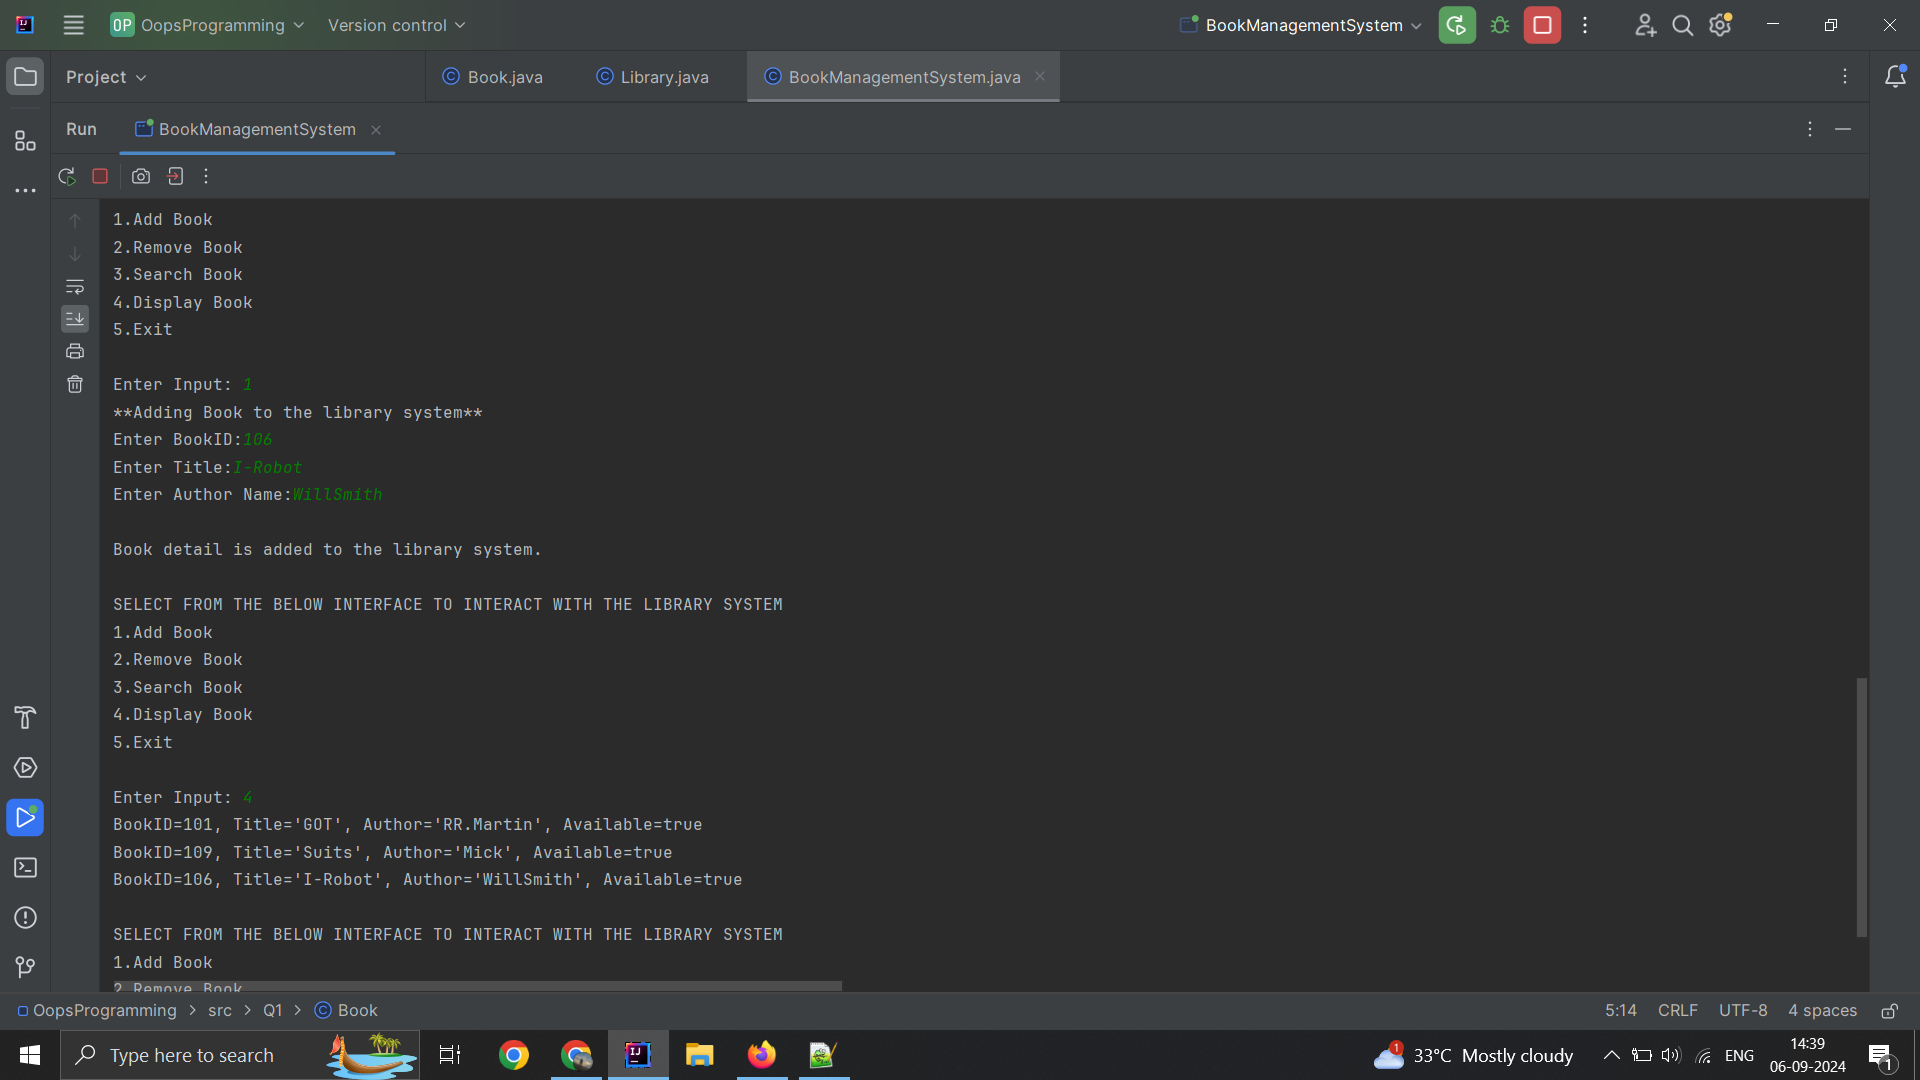 OP OopsProgramming Version control BookManagementSystem
Project Book.java Library.java BookManagementSystem.java
Run BookManagementSystem
1.Add Book
2.Remove Book
3.Search Book
4.Display Book
5.Exit
Enter Input: 1
**Adding Book to the library system**
Enter BookID:106
Enter Title:I-Robot
Enter Author Name:WillSmith
Book detail is added to the library system.
SELECT FROM THE BELOW INTERFACE TO INTERACT WITH THE LIBRARY SYSTEM
1.Add Book
2.Remove Book
3.Search Book
4.Display Book
5.Exit
Enter Input: 4
BookID=101, Title='GOT', Author='RR.Martin', Available=true
BookID=109, Title='Suits', Author='Mick', Available=true
BookID=106, Title='I-Robot', Author='WillSmith', Available=true
SELECT FROM THE BELOW INTERFACE TO INTERACT WITH THE LIBRARY SYSTEM
1.Add Book
2.Remove Book
OopsProgramming > src > Q1 > Book 5:14 CRLF UTF-8 4 spaces
Type here to search 1 33°C Mostly cloudy ENG 14:39
06-09-2024 1